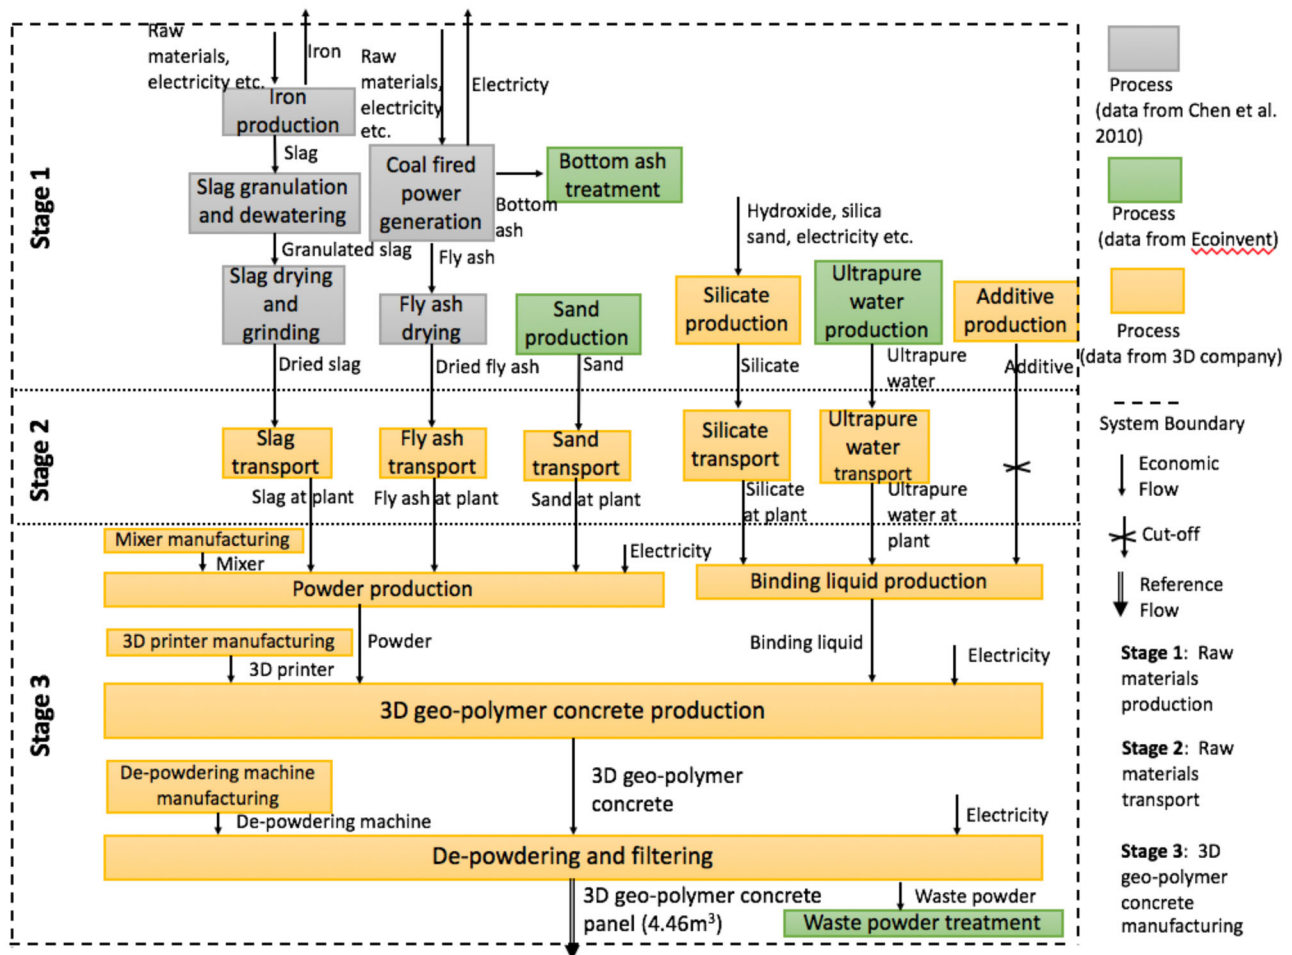 Raw
materials,
electricity etc.
Iron
Raw
materials,
electricity
etc.
Electricty
Iron
production
Slag
Slag granulation
and dewatering
Granulated slag
Slag drying
and
grinding
Dried slag
Coal fired
power
generation
Bottom
ash
Bottom ash
treatment
Fly ash
Fly ash
drying
Dried fly ash
Sand
production
Sand
Hydroxide, silica
sand, electricity etc.
Silicate
production
Silicate
Ultrapure
water
production
Ultrapure
water
Additive
production
Additive
Stage 1
Stage 2
Slag
transport
Slag at plant
Fly ash
transport
Fly ash at plant
Sand
transport
Sand at plant
Silicate
transport
Silicate
at plant
Ultrapure
water
transport
Ultrapure
water at
plant
Stage 3
Mixer manufacturing
Mixer
Electricity
Powder production
Binding liquid production
3D printer manufacturing
3D printer
Powder
Binding liquid
Electricity
3D geo-polymer concrete production
De-powdering machine
manufacturing
De-powdering machine
3D geo-polymer
concrete
Electricity
De-powdering and filtering
3D geo-polymer concrete
panel (4.46m³)
Waste powder
Waste powder treatment
Process
(data from Chen et al.
2010)
Process
(data from Ecoinvent)
Process
(data from 3D company)
System Boundary
Economic
Flow
Cut-off
Reference
Flow
Stage 1: Raw
materials
production
Stage 2: Raw
materials
transport
Stage 3: 3D
geo-polymer
concrete
manufacturing